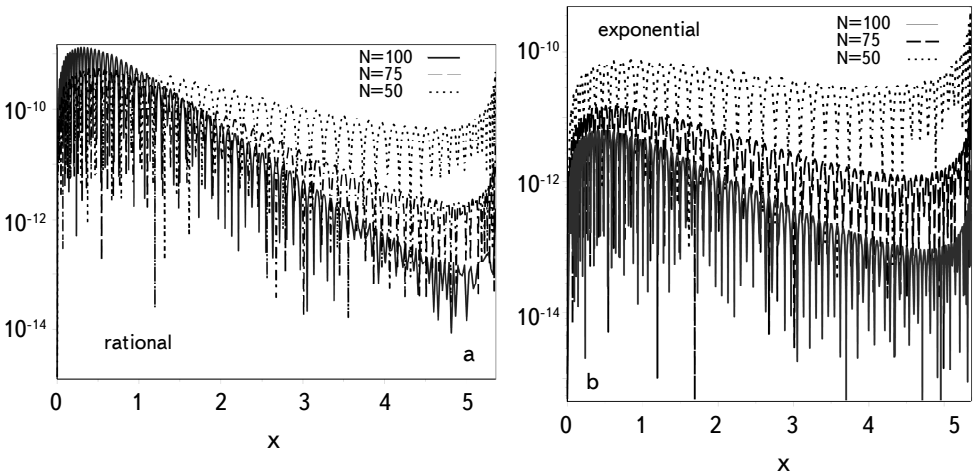 N=100
N=75
N=50
10-10
10-12
10-14
rational
a
0 1 2 3 4 5
x
exponential
N=100
N=75
N=50
10-10
10-12
10-14
b
0 1 2 3 4 5
x